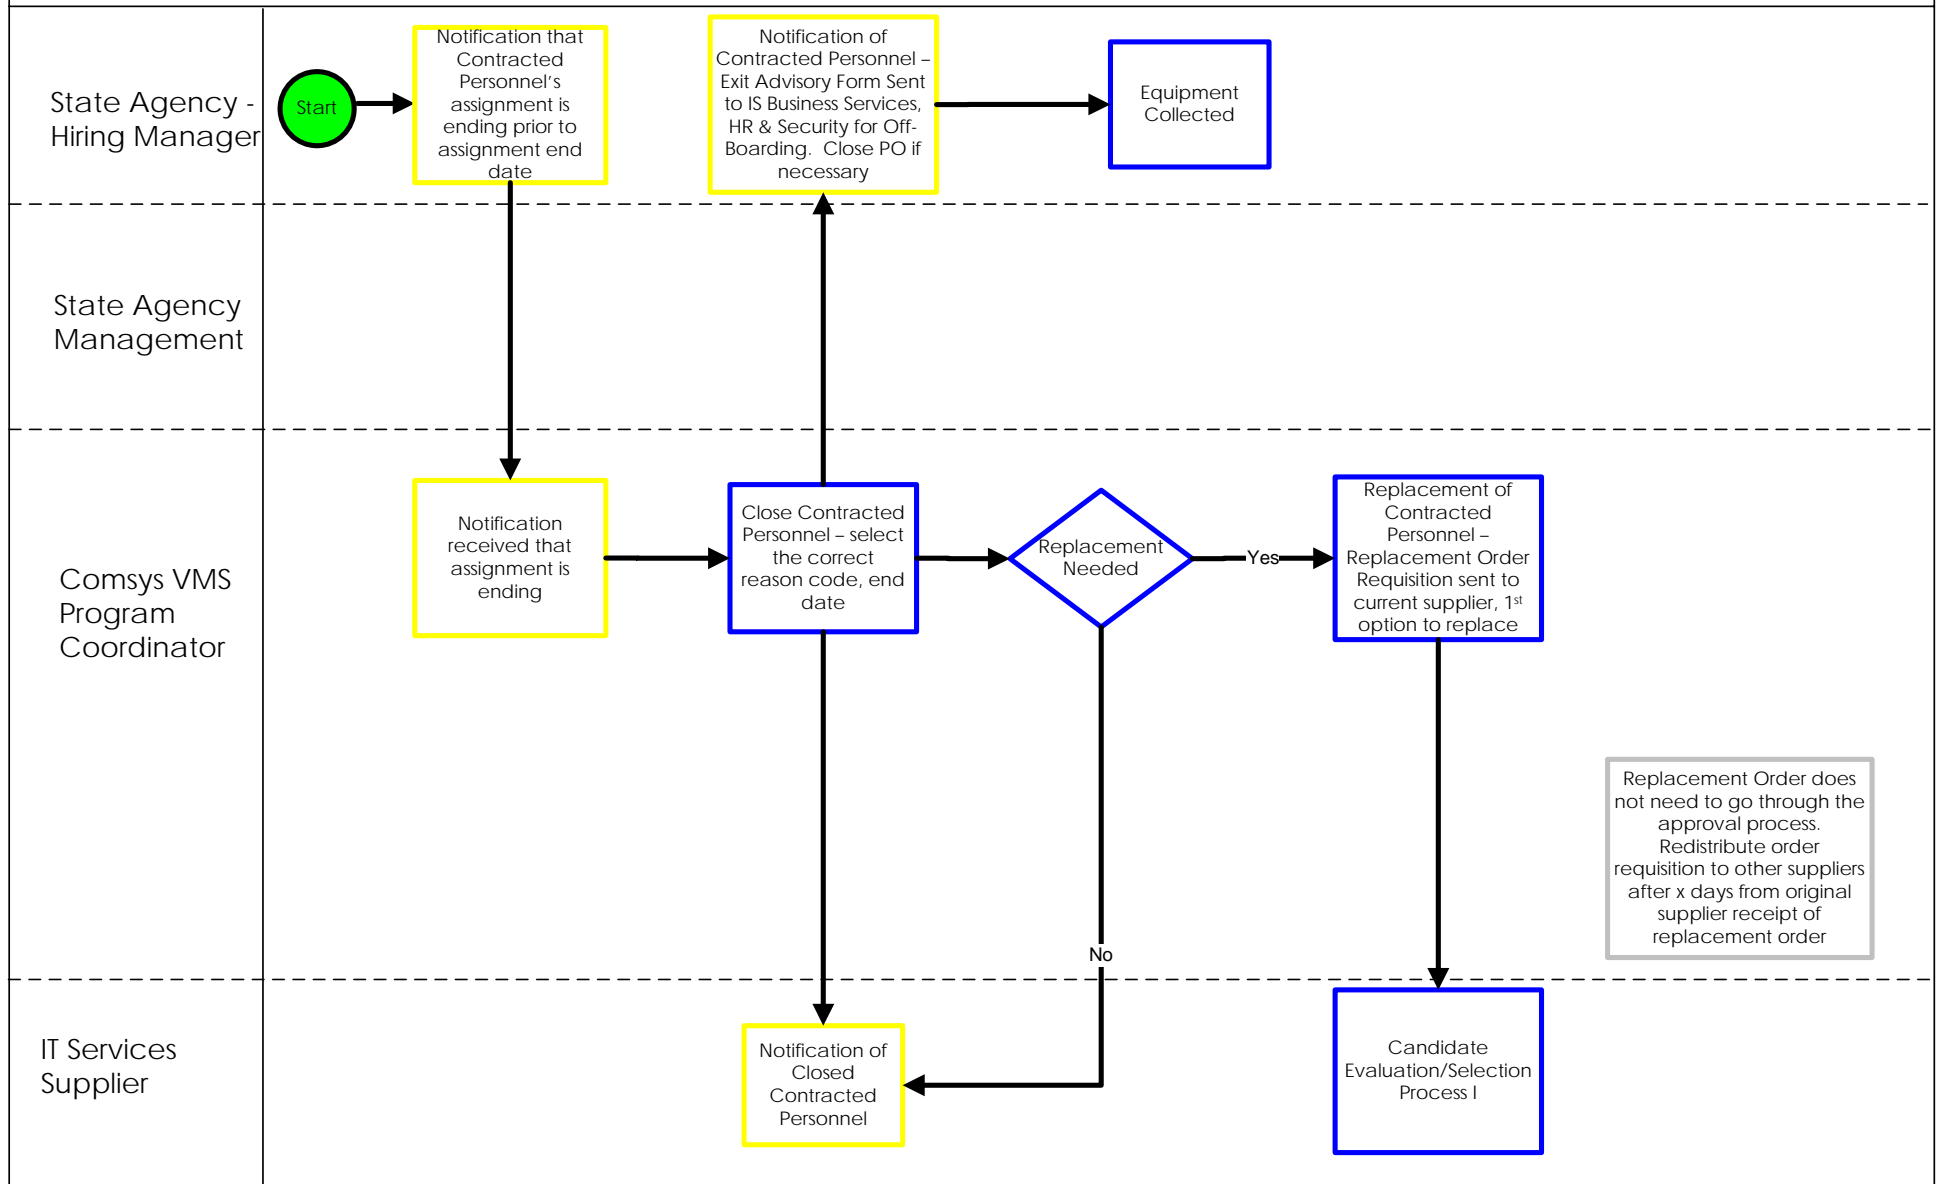 State Agency -
Hiring Manager
Start
Notification that
Contracted
Personnel's
assignment is
ending prior to
assignment end
date
Notification of
Contracted Personnel –
Exit Advisory Form Sent
to IS Business Services,
HR & Security for Off-
Boarding.  Close PO if
necessary
Equipment
Collected
State Agency
Management
Comsys VMS
Program
Coordinator
Notification
received that
assignment is
ending
Close Contracted
Personnel – select
the correct
reason code, end
date
Replacement
Needed
Yes
Replacement of
Contracted
Personnel –
Replacement Order
Requisition sent to
current supplier, 1st
option to replace
Replacement Order does
not need to go through the
approval process.
Redistribute order
requisition to other suppliers
after x days from original
supplier receipt of
replacement order
No
IT Services
Supplier
Notification of
Closed
Contracted
Personnel
Candidate
Evaluation/Selection
Process I